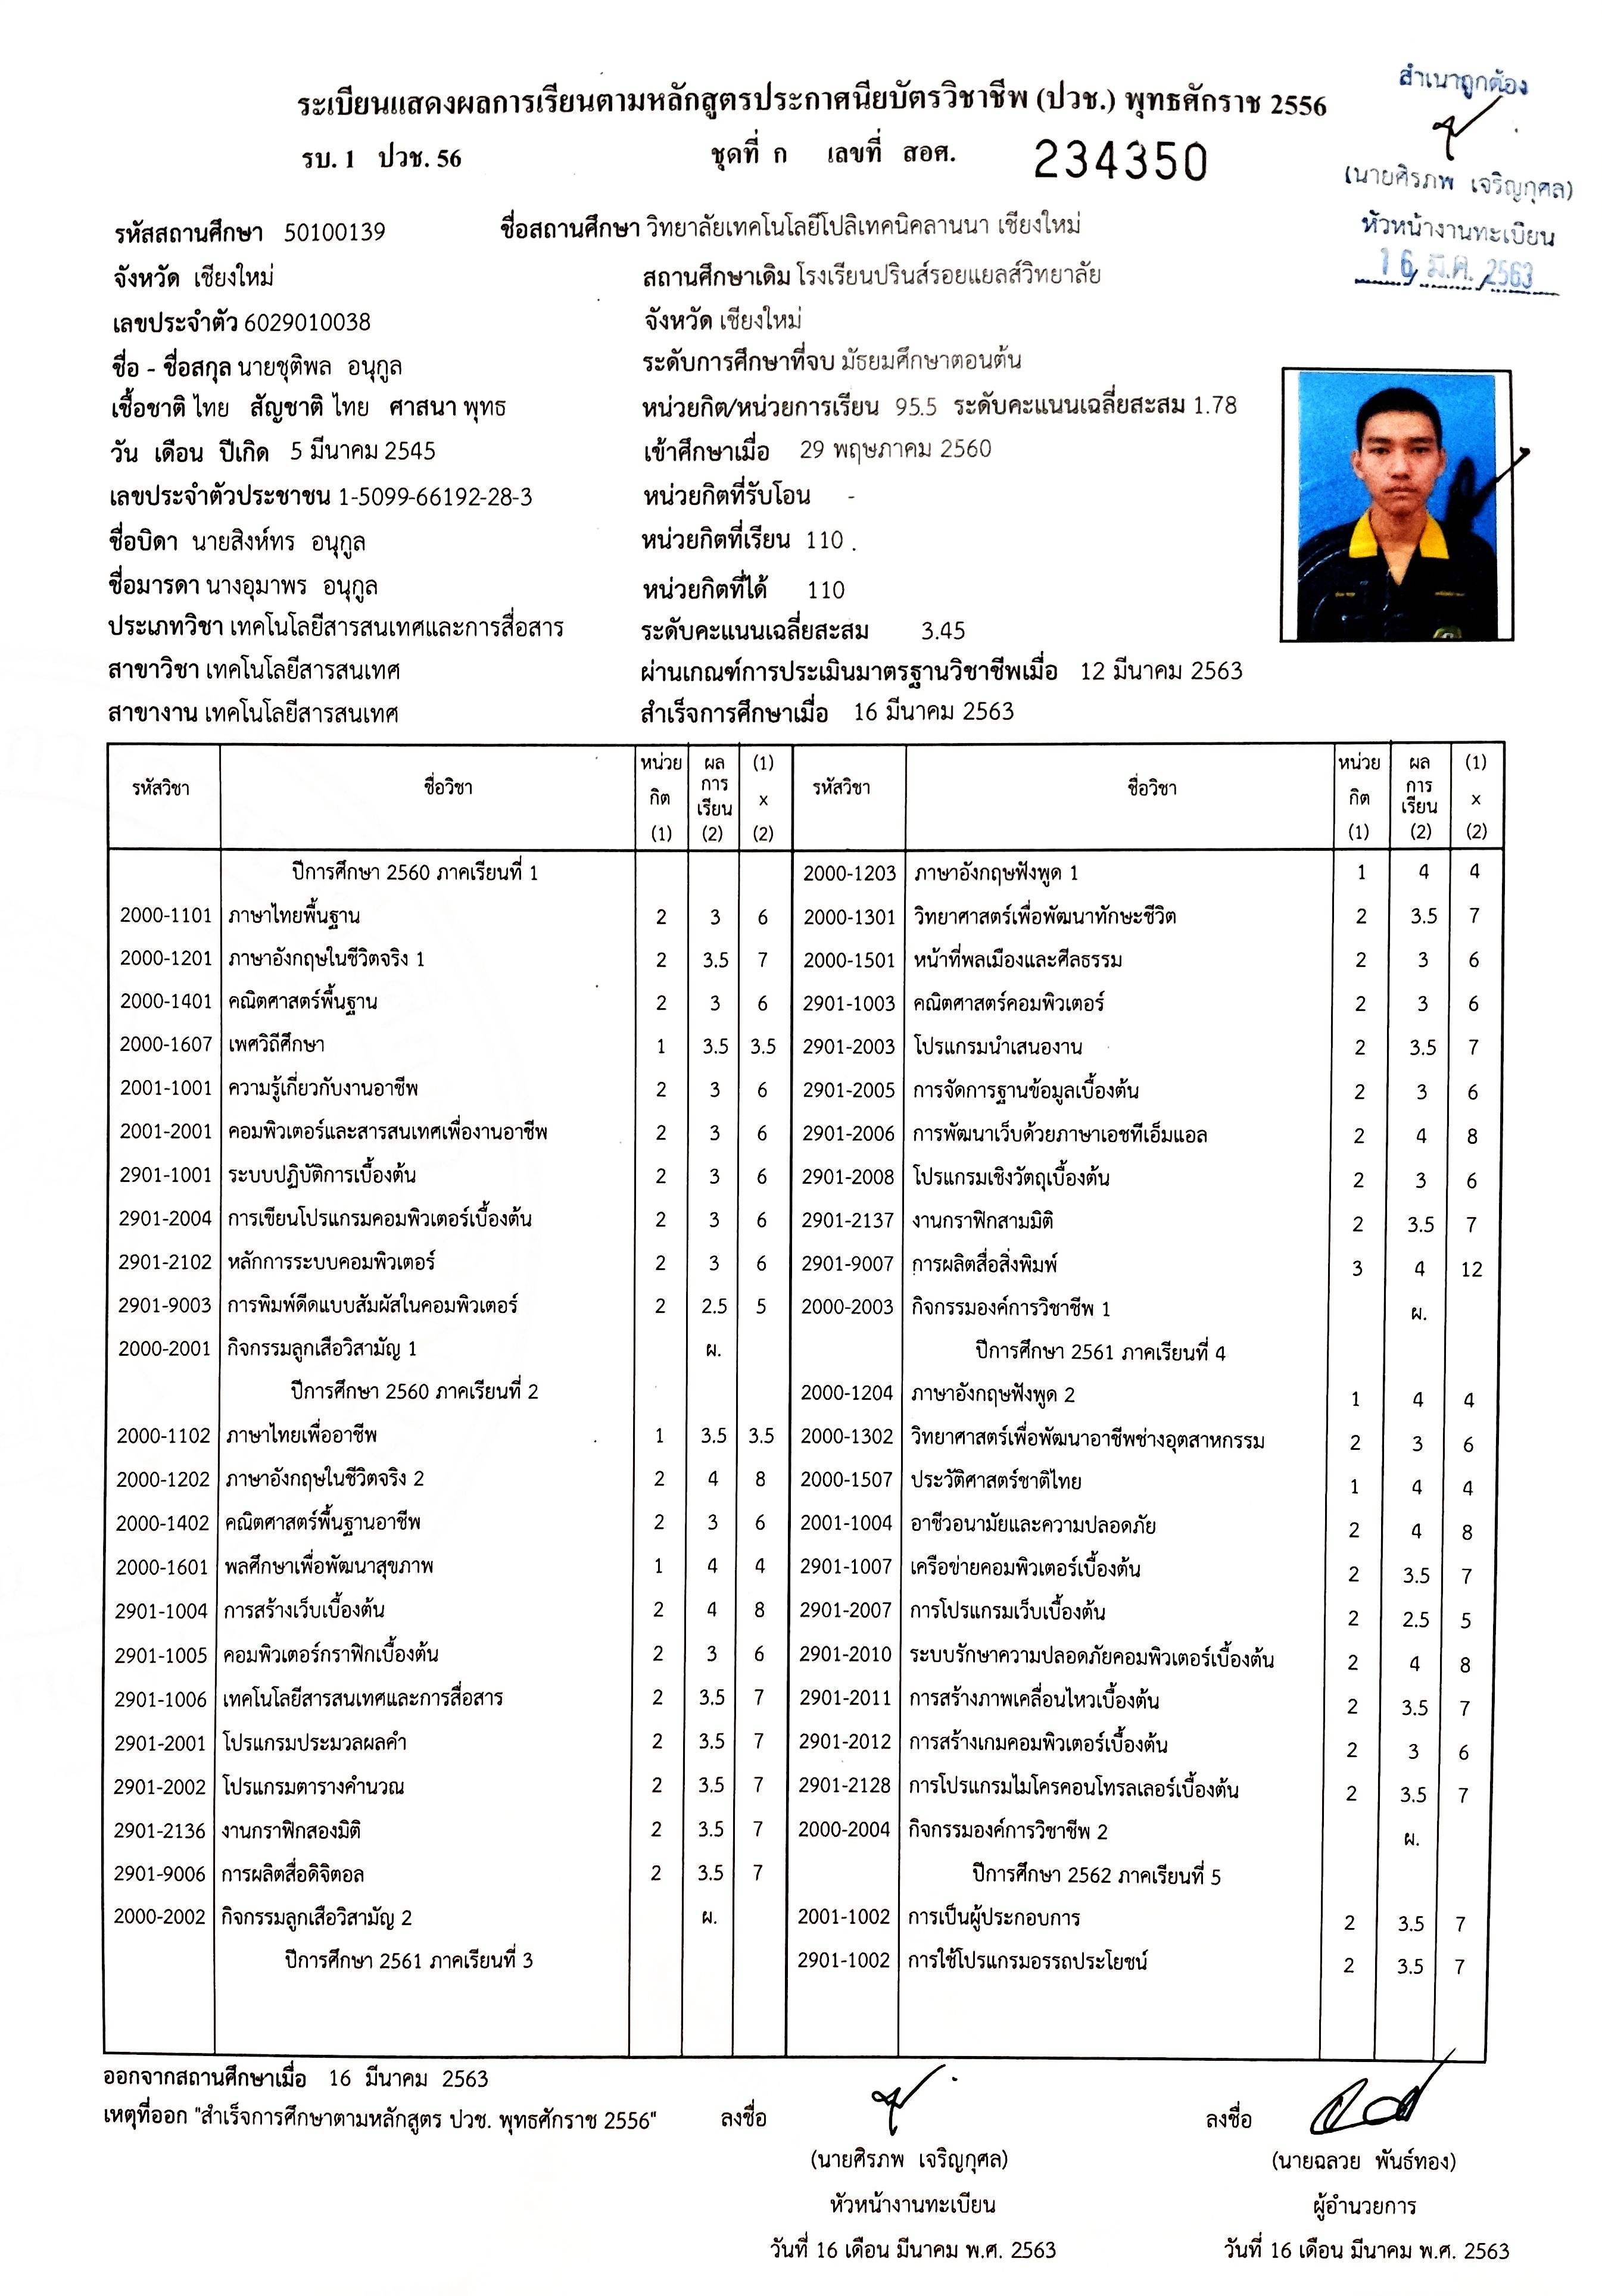 สำเนาถูกต้อง
(นายศิรภพ เจริญกุศล)
หัวหน้างานทะเบียน
16 / มี.ค. / 2563
ระเบียนแสดงผลการเรียนตามหลักสูตรประกาศนียบัตรวิชาชีพ (ปวช.) พุทธศักราช 2556
รบ. 1 ปวช. 56 ชุดที่ ก เลขที่ สอศ. 234350
รหัสสถานศึกษา 50100139 ชื่อสถานศึกษา วิทยาลัยเทคโนโลยีโปลิเทคนิคลานนา เชียงใหม่
จังหวัด เชียงใหม่ สถานศึกษาเดิม โรงเรียนปรินส์รอยแยลส์วิทยาลัย
เลขประจำตัว 6029010038 จังหวัด เชียงใหม่
ชื่อ - ชื่อสกุล นายชุติพล อนุกูล ระดับการศึกษาที่จบ มัธยมศึกษาตอนต้น
เชื้อชาติ ไทย สัญชาติ ไทย ศาสนา พุทธ หน่วยกิต/หน่วยการเรียน 95.5 ระดับคะแนนเฉลี่ยสะสม 1.78
วัน เดือน ปีเกิด 5 มีนาคม 2545 เข้าศึกษาเมื่อ 29 พฤษภาคม 2560
เลขประจำตัวประชาชน 1-5099-66192-28-3 หน่วยกิตที่รับโอน -
ชื่อบิดา นายสิงห์ทร อนุกูล หน่วยกิตที่เรียน 110
ชื่อมารดา นางอุมาพร อนุกูล หน่วยกิตที่ได้ 110
ประเภทวิชา เทคโนโลยีสารสนเทศและการสื่อสาร ระดับคะแนนเฉลี่ยสะสม 3.45
สาขาวิชา เทคโนโลยีสารสนเทศ ผ่านเกณฑ์การประเมินมาตรฐานวิชาชีพเมื่อ 12 มีนาคม 2563
สาขางาน เทคโนโลยีสารสนเทศ สำเร็จการศึกษาเมื่อ 16 มีนาคม 2563
รหัสวิชา ชื่อวิชา หน่วยกิต (1) ผลการเรียน (2) (1) x (2) รหัสวิชา ชื่อวิชา หน่วยกิต (1) ผลการเรียน (2) (1) x (2)
ปีการศึกษา 2560 ภาคเรียนที่ 1
2000-1101 ภาษาไทยพื้นฐาน 2 3 6
2000-1201 ภาษาอังกฤษในชีวิตจริง 1 2 3.5 7
2000-1401 คณิตศาสตร์พื้นฐาน 2 3 6
2000-1607 เพศวิถีศึกษา 1 3.5 3.5
2001-1001 ความรู้เกี่ยวกับงานอาชีพ 2 3 6
2001-2001 คอมพิวเตอร์และสารสนเทศเพื่องานอาชีพ 2 3 6
2901-1001 ระบบปฏิบัติการเบื้องต้น 2 3 6
2901-2004 การเขียนโปรแกรมคอมพิวเตอร์เบื้องต้น 2 3 6
2901-2102 หลักการระบบคอมพิวเตอร์ 2 3 6
2901-9003 การพิมพ์ดีดแบบสัมผัสในคอมพิวเตอร์ 2 2.5 5
2000-2001 กิจกรรมลูกเสือวิสามัญ 1 ผ.
ปีการศึกษา 2560 ภาคเรียนที่ 2
2000-1102 ภาษาไทยเพื่ออาชีพ 1 3.5 3.5
2000-1202 ภาษาอังกฤษในชีวิตจริง 2 2 4 8
2000-1402 คณิตศาสตร์พื้นฐานอาชีพ 2 3 6
2000-1601 พลศึกษาเพื่อพัฒนาสุขภาพ 1 4 4
2901-1004 การสร้างเว็บเบื้องต้น 2 4 8
2901-1005 คอมพิวเตอร์กราฟิกเบื้องต้น 2 3 6
2901-1006 เทคโนโลยีสารสนเทศและการสื่อสาร 2 3.5 7
2901-2001 โปรแกรมประมวลผลคำ 2 3.5 7
2901-2002 โปรแกรมตารางคำนวณ 2 3.5 7
2901-2136 งานกราฟิกสองมิติ 2 3.5 7
2901-9006 การผลิตสื่อดิจิตอล 2 3.5 7
2000-2002 กิจกรรมลูกเสือวิสามัญ 2 ผ.
ปีการศึกษา 2561 ภาคเรียนที่ 3
2000-1203 ภาษาอังกฤษฟังพูด 1 1 4 4
2000-1301 วิทยาศาสตร์เพื่อพัฒนาทักษะชีวิต 2 3.5 7
2000-1501 หน้าที่พลเมืองและศีลธรรม 2 3 6
2901-1003 คณิตศาสตร์คอมพิวเตอร์ 2 3 6
2901-2003 โปรแกรมนำเสนองาน 2 3.5 7
2901-2005 การจัดการฐานข้อมูลเบื้องต้น 2 3 6
2901-2006 การพัฒนาเว็บด้วยภาษาเอชทีเอ็มแอล 2 4 8
2901-2008 โปรแกรมเชิงวัตถุเบื้องต้น 2 3 6
2901-2137 งานกราฟิกสามมิติ 2 3.5 7
2901-9007 การผลิตสื่อสิ่งพิมพ์ 3 4 12
2000-2003 กิจกรรมองค์การวิชาชีพ 1 ผ.
ปีการศึกษา 2561 ภาคเรียนที่ 4
2000-1204 ภาษาอังกฤษฟังพูด 2 1 4 4
2000-1302 วิทยาศาสตร์เพื่อพัฒนาอาชีพช่างอุตสาหกรรม 2 3 6
2000-1507 ประวัติศาสตร์ชาติไทย 1 4 4
2001-1004 อาชีวอนามัยและความปลอดภัย 2 4 8
2901-1007 เครือข่ายคอมพิวเตอร์เบื้องต้น 2 3.5 7
2901-2007 การโปรแกรมเว็บเบื้องต้น 2 2.5 5
2901-2010 ระบบรักษาความปลอดภัยคอมพิวเตอร์เบื้องต้น 2 4 8
2901-2011 การสร้างภาพเคลื่อนไหวเบื้องต้น 2 3.5 7
2901-2012 การสร้างเกมคอมพิวเตอร์เบื้องต้น 2 3 6
2901-2128 การโปรแกรมไมโครคอนโทรลเลอร์เบื้องต้น 2 3.5 7
2000-2004 กิจกรรมองค์การวิชาชีพ 2 ผ.
ปีการศึกษา 2562 ภาคเรียนที่ 5
2001-1002 การเป็นผู้ประกอบการ 2 3.5 7
2901-1002 การใช้โปรแกรมอรรถประโยชน์ 2 3.5 7
ออกจากสถานศึกษาเมื่อ 16 มีนาคม 2563
เหตุที่ออก "สำเร็จการศึกษาตามหลักสูตร ปวช. พุทธศักราช 2556" ลงชื่อ ลงชื่อ
(นายศิรภพ เจริญกุศล) (นายฉลวย พันธ์ทอง)
หัวหน้างานทะเบียน ผู้อำนวยการ
วันที่ 16 เดือน มีนาคม พ.ศ. 2563 วันที่ 16 เดือน มีนาคม พ.ศ. 2563